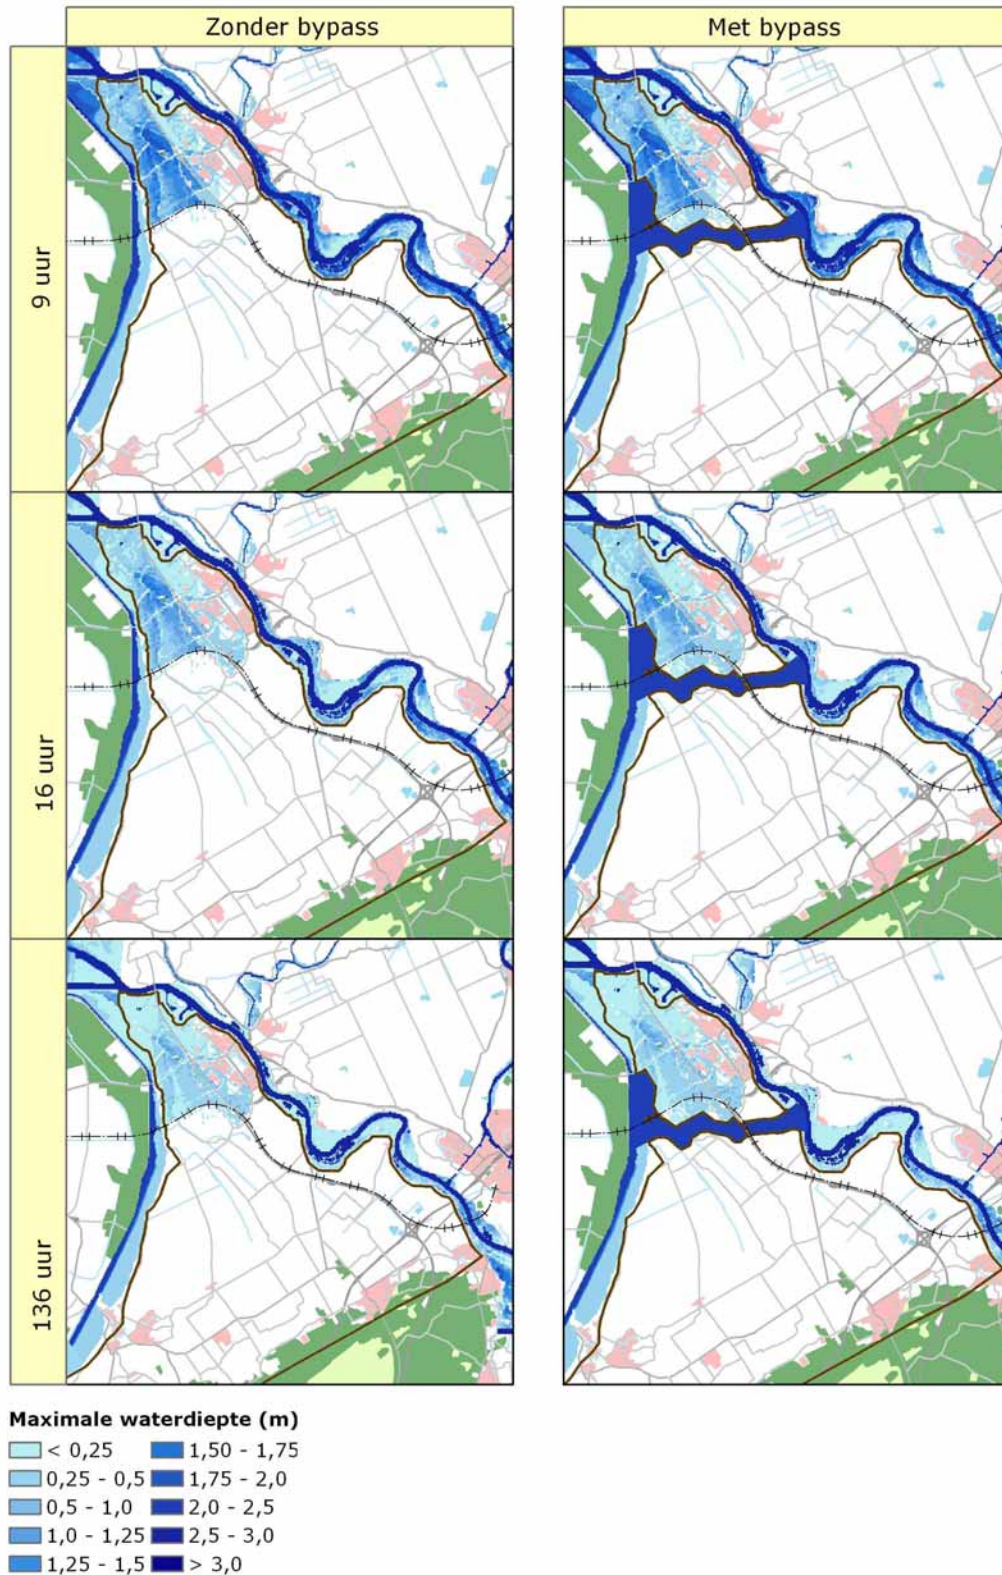 Zonder bypass
Met bypass
9 uur
16 uur
136 uur
Maximale waterdiepte (m)
< 0,25
0,25 - 0,5
0,5 - 1,0
1,0 - 1,25
1,25 - 1,5
1,50 - 1,75
1,75 - 2,0
2,0 - 2,5
2,5 - 3,0
> 3,0